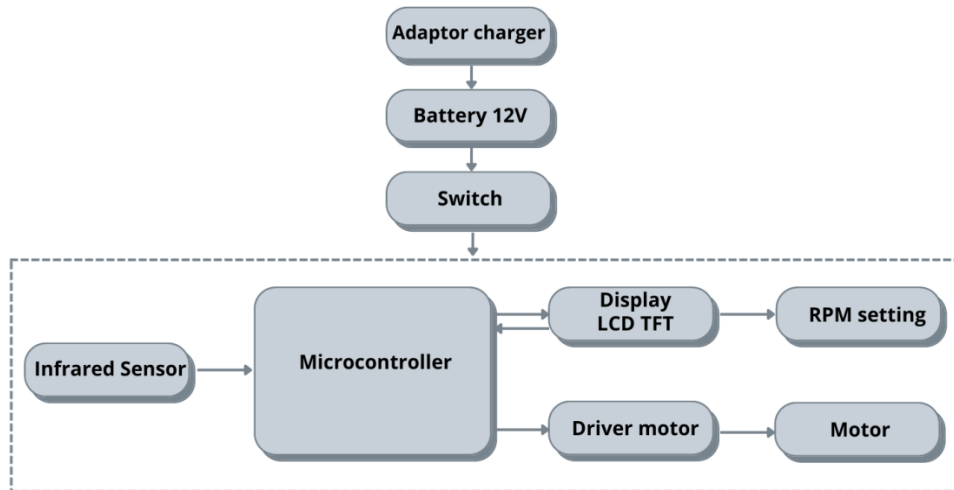 Adaptor charger
Battery 12V
Switch
Infrared Sensor
Microcontroller
Display
LCD TFT
RPM setting
Driver motor
Motor